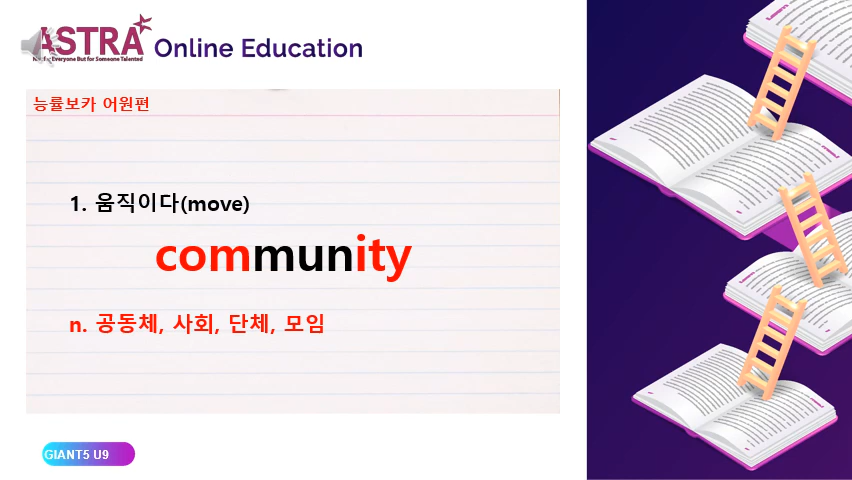 ASTRA Online Education
Not for Everyone But for Someone Talented
능률보카 어원편
1. 움직이다(move)
community
n. 공동체, 사회, 단체, 모임
GIANT5 U9